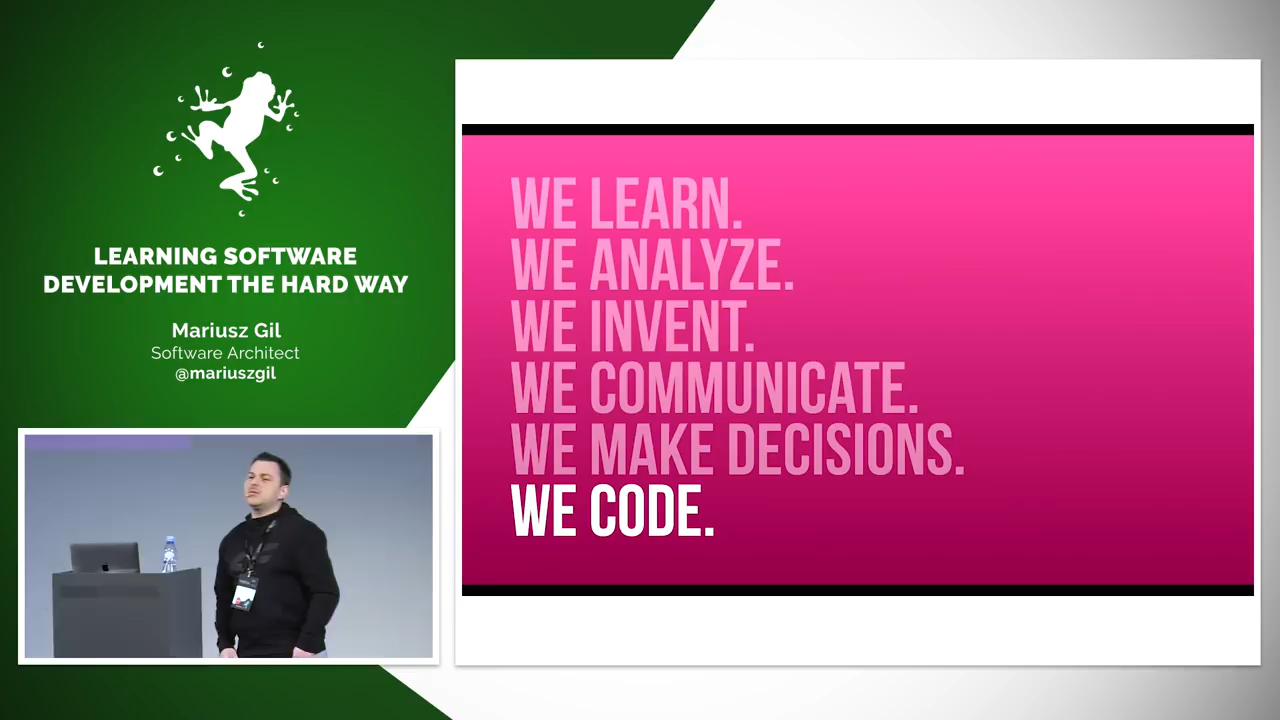 LEARNING SOFTWARE
DEVELOPMENT THE HARD WAY
Mariusz Gil
Software Architect
@mariuszgil
WE LEARN.
WE ANALYZE.
WE INVENT.
WE COMMUNICATE.
WE MAKE DECISIONS.
WE CODE.